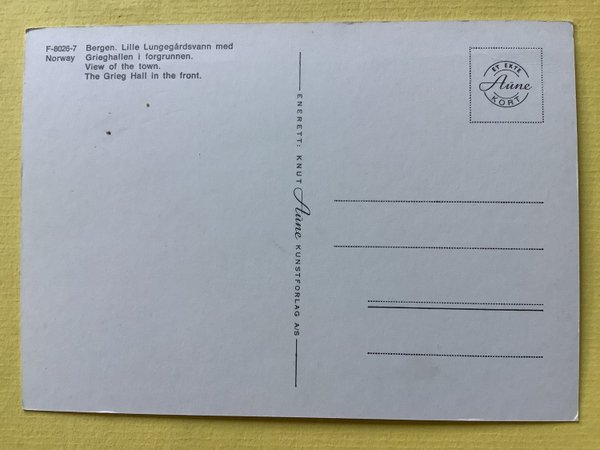 F-8026-7 Bergen. Lille Lungegårdsvann med
Norway Grieghallen i forgrunnen.
View of the town.
The Grieg Hall in the front.
ET EKTE
Aune
KORT
ENERETT: KNUT Aune KUNSTFORLAG A/S